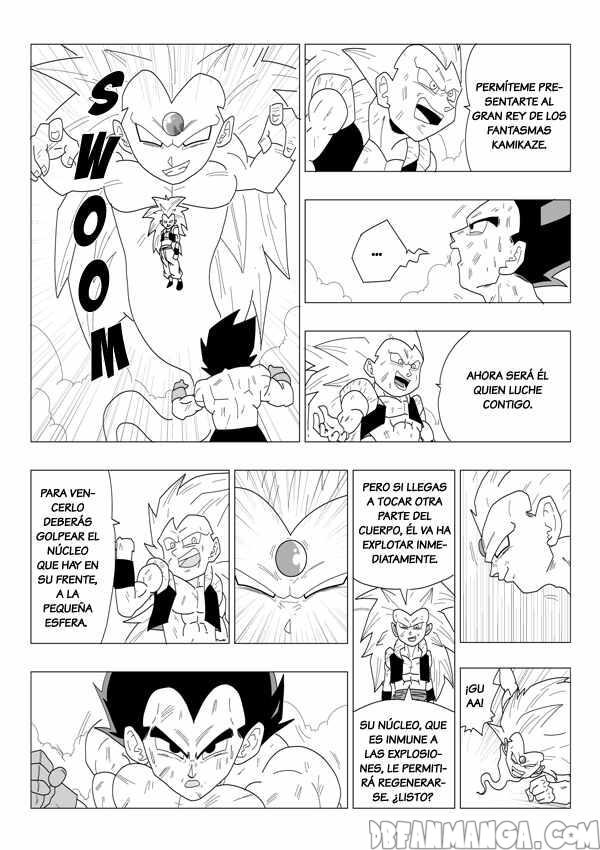 SWOOOM
PERMÍTEME PRE-
SENTARTE AL
GRAN REY DE LOS
FANTASMAS
KAMIKAZE.
...
AHORA SERÁ ÉL
QUIEN LUCHE
CONTIGO.
PARA VEN-
CERLO
DEBERÁS
GOLPEAR EL
NÚCLEO
QUE HAY EN
SU FRENTE,
A LA
PEQUEÑA
ESFERA.
PERO SI LLEGAS
A TOCAR OTRA
PARTE DEL
CUERPO, ÉL VA HA
EXPLOTAR INME-
DIATAMENTE.
SU NÚCLEO, QUE
ES INMUNE A
LAS EXPLOSIO-
NES, LE PERMITI-
RÁ REGENERAR-
SE. ¿LISTO?
¡GU
AA!
DBFANMANGA.COM